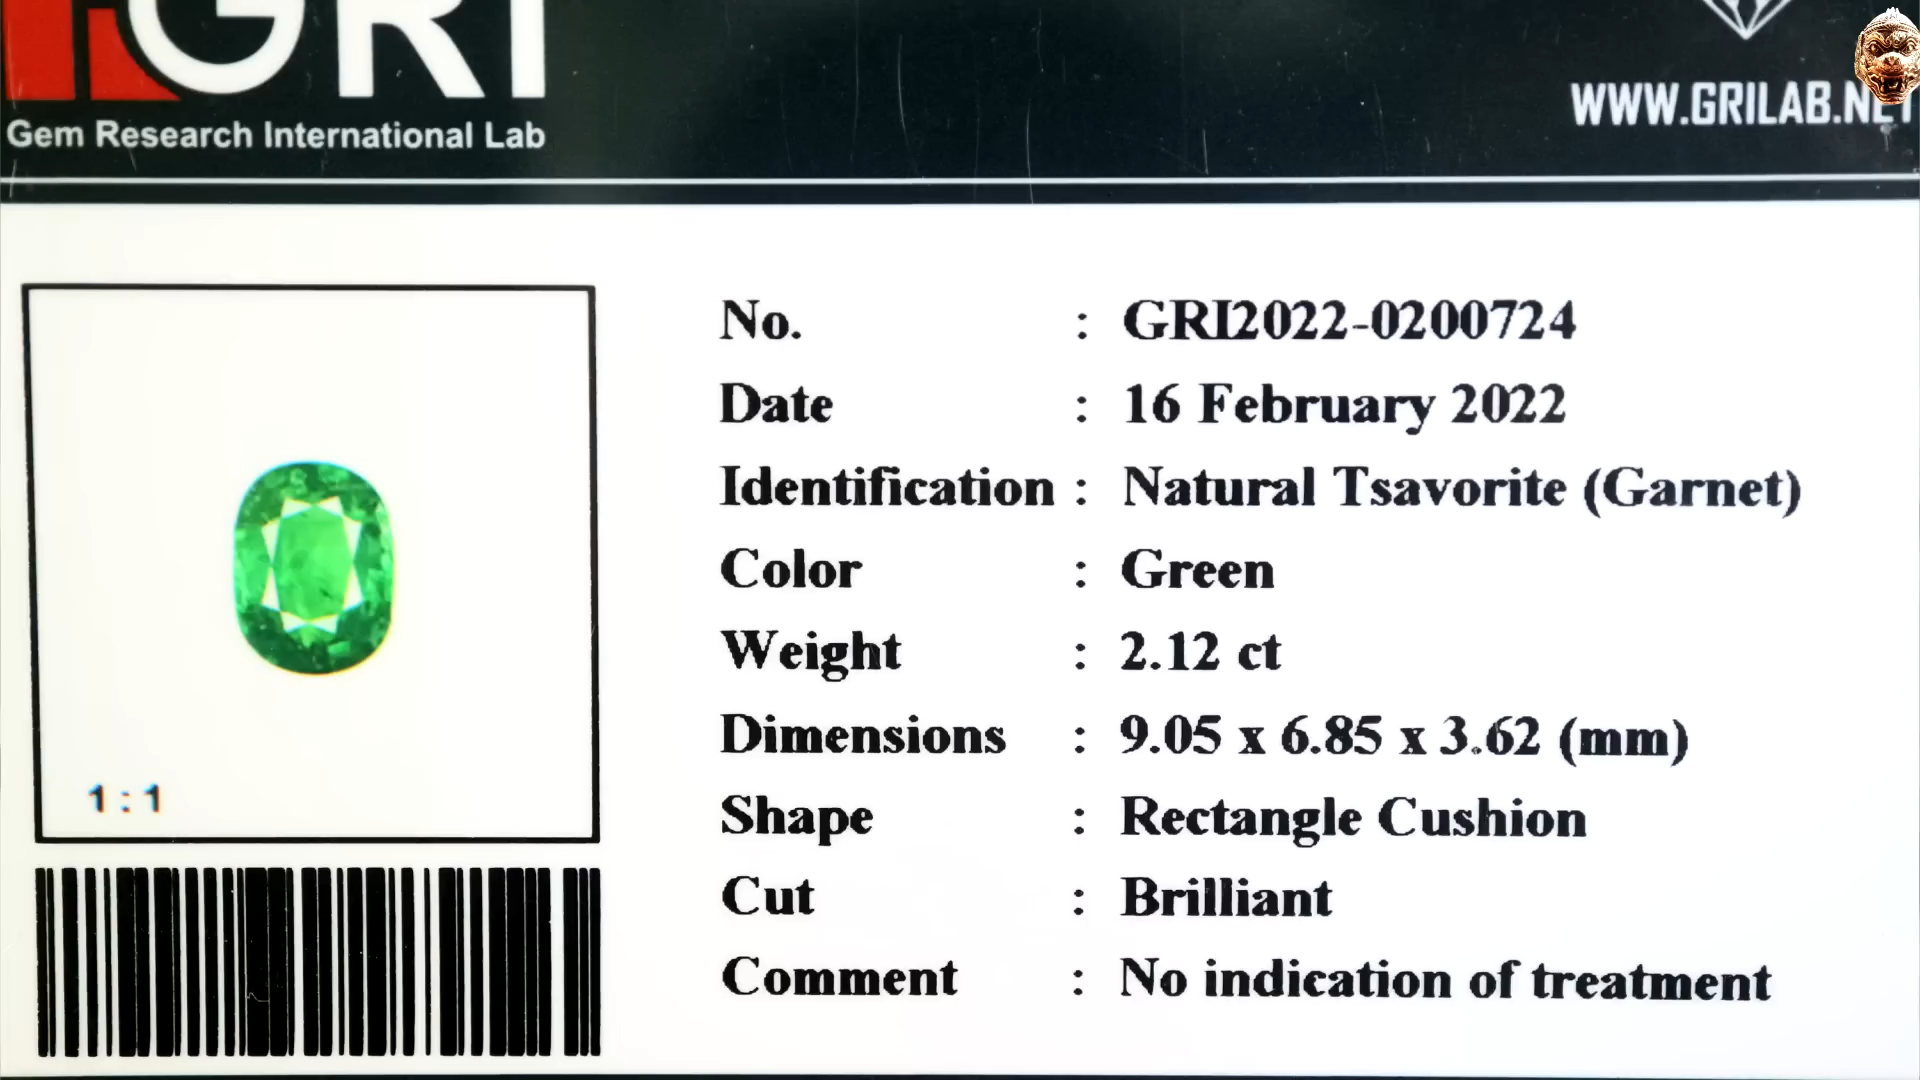 GRI
WWW.GRILAB.NET
Gem Research International Lab
No. : GRI2022-0200724
Date : 16 February 2022
Identification : Natural Tsavorite (Garnet)
Color : Green
Weight : 2.12 ct
Dimensions : 9.05 x 6.85 x 3.62 (mm)
Shape : Rectangle Cushion
Cut : Brilliant
Comment : No indication of treatment
1:1